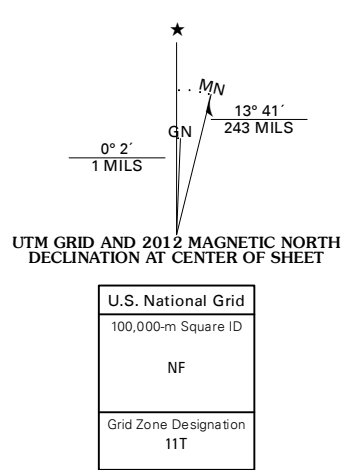 ★
MN
13° 41´
243 MILS
GN
0° 2´
1 MILS
UTM GRID AND 2012 MAGNETIC NORTH
DECLINATION AT CENTER OF SHEET
U.S. National Grid
100,000-m Square ID
NF
Grid Zone Designation
11T